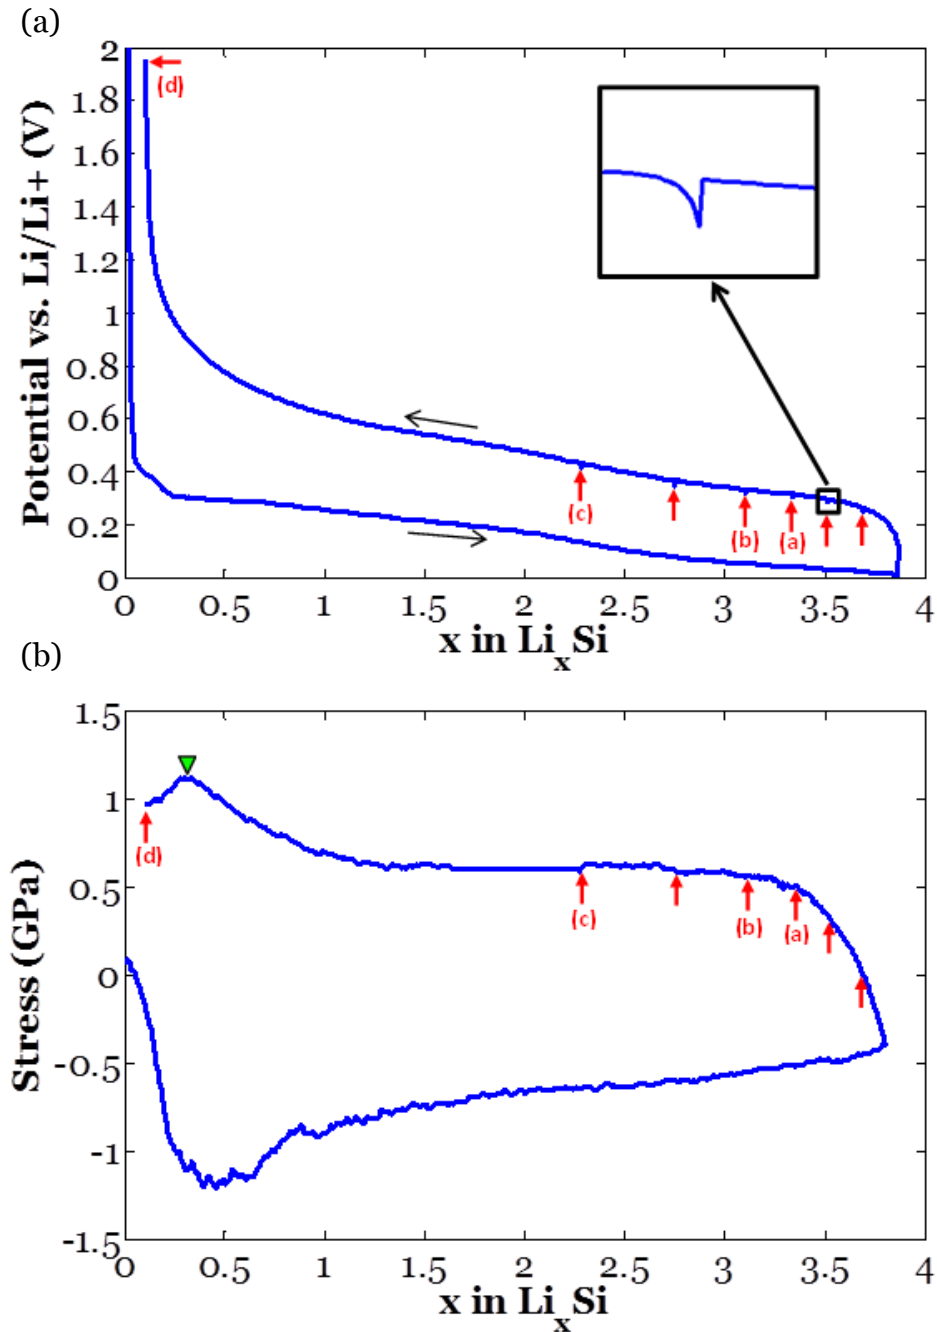 (a)
Potential vs. Li/Li+ (V)
2
1.8
1.6
1.4
1.2
1
0.8
0.6
0.4
0.2
0
(d)
(c)
(b)
(a)
0 0.5 1 1.5 2 2.5 3 3.5 4
x in LixSi
(b)
Stress (GPa)
1.5
1
0.5
0
-0.5
-1
-1.5
(d)
(c)
(b)
(a)
0 0.5 1 1.5 2 2.5 3 3.5 4
x in LixSi